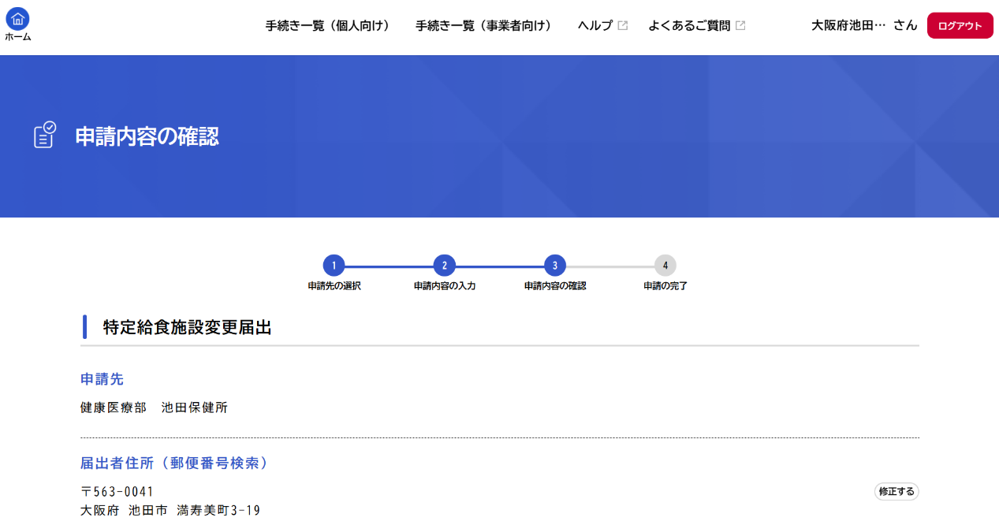 ホーム
手続き一覧（個人向け）
手続き一覧（事業者向け）
ヘルプ
よくあるご質問
大阪府池田… さん
ログアウト
申請内容の確認
1
2
3
4
申請先の選択
申請内容の入力
申請内容の確認
申請の完了
特定給食施設変更届出
申請先
健康医療部　池田保健所
届出者住所（郵便番号検索）
〒563-0041
修正する
大阪府 池田市 満寿美町3-19